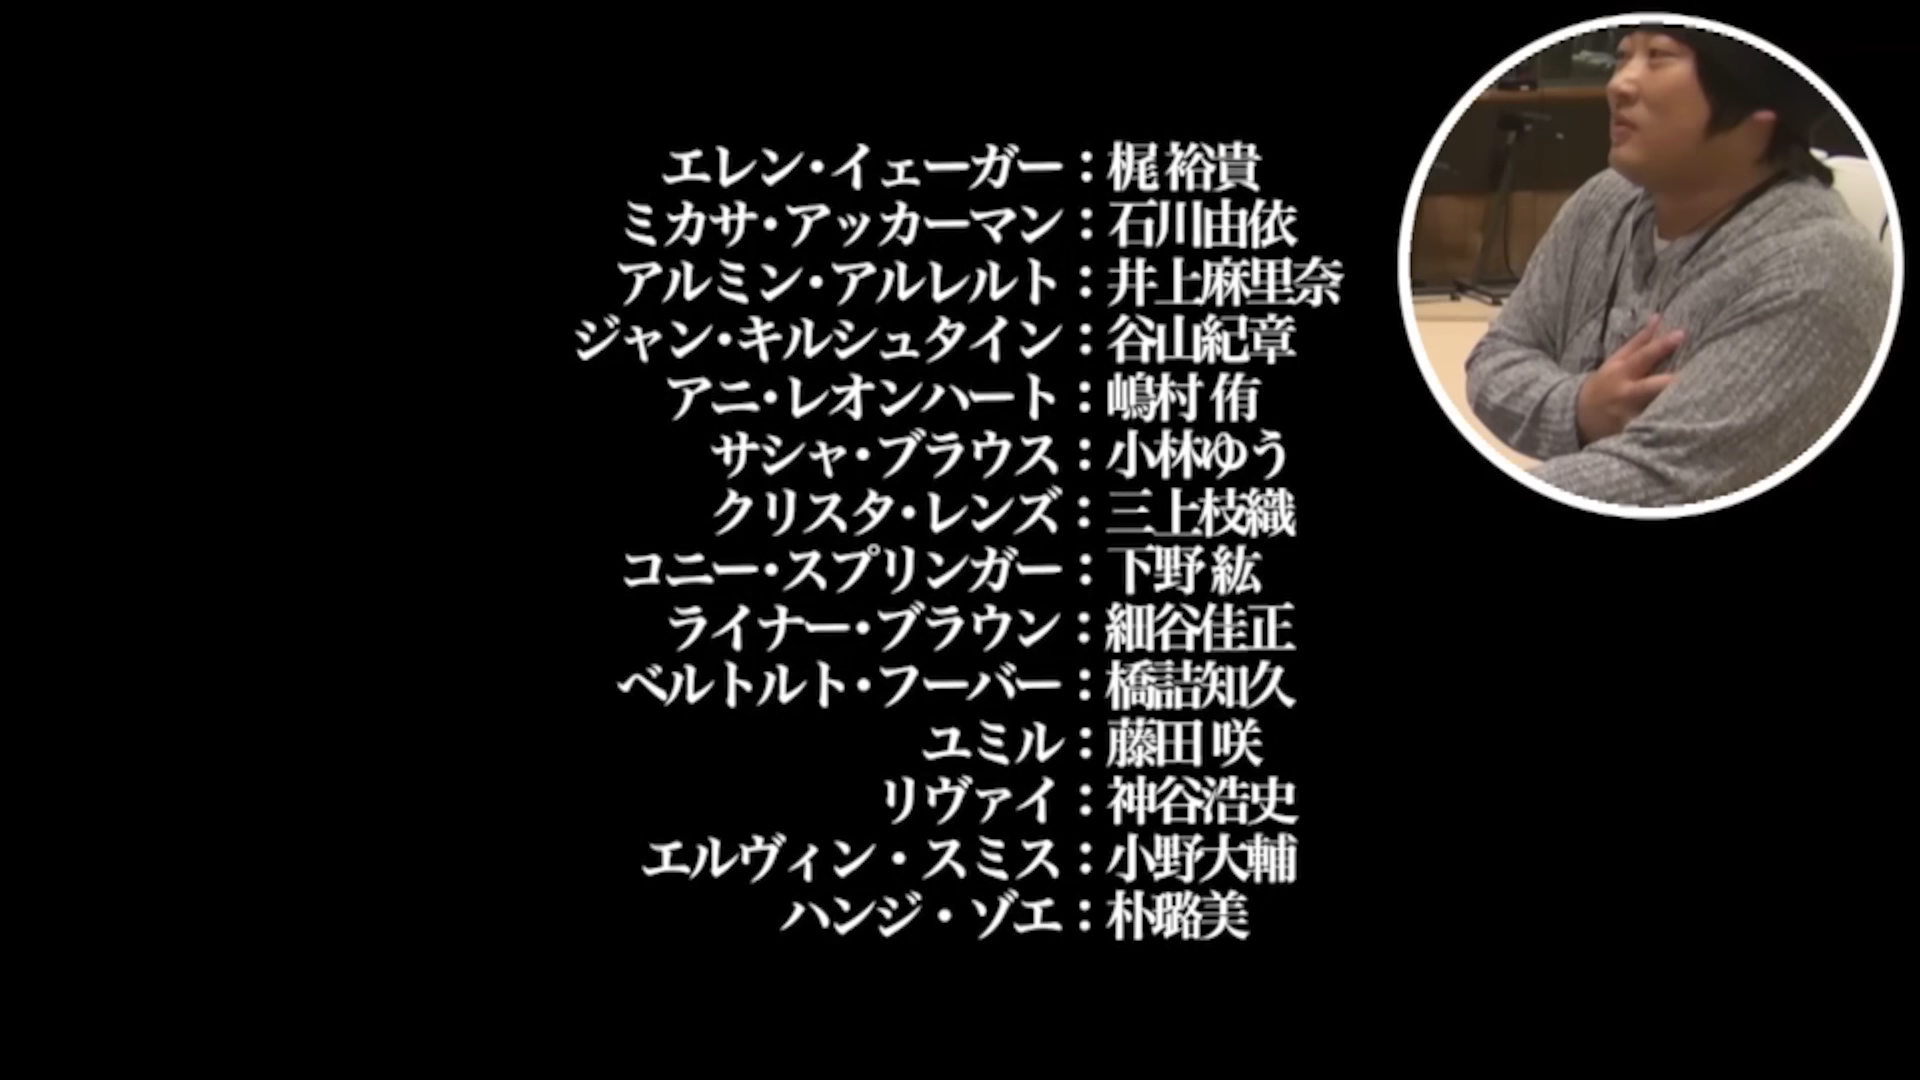 エレン・イェーガー：梶 裕貴
ミカサ・アッカーマン：石川由依
アルミン・アルレルト：井上麻里奈
ジャン・キルシュタイン：谷山紀章
アニ・レオンハート：嶋村 侑
サシャ・ブラウス：小林ゆう
クリスタ・レンズ：三上枝織
コニー・スプリンガー：下野 紘
ライナー・ブラウン：細谷佳正
ベルトルト・フーバー：橋詰知久
ユミル：藤田 咲
リヴァイ：神谷浩史
エルヴィン・スミス：小野大輔
ハンジ・ゾエ：朴璐美